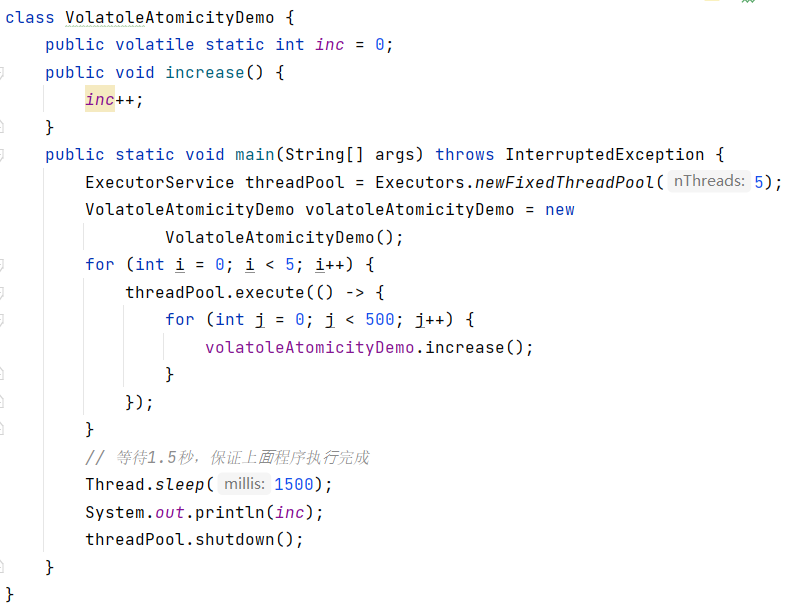 class VolatoleAtomicityDemo {
public volatile static int inc = 0;
public void increase() {
inc++;
}
public static void main(String[] args) throws InterruptedException {
ExecutorService threadPool = Executors.newFixedThreadPool( nThreads: 5);
VolatoleAtomicityDemo volatoleAtomicityDemo = new
VolatoleAtomicityDemo();
for (int i = 0; i < 5; i++) {
threadPool.execute(() -> {
for (int j = 0; j < 500; j++) {
volatoleAtomicityDemo.increase();
}
});
}
// 等待1.5秒，保证上面程序执行完成
Thread.sleep( millis: 1500);
System.out.println(inc);
threadPool.shutdown();
}
}